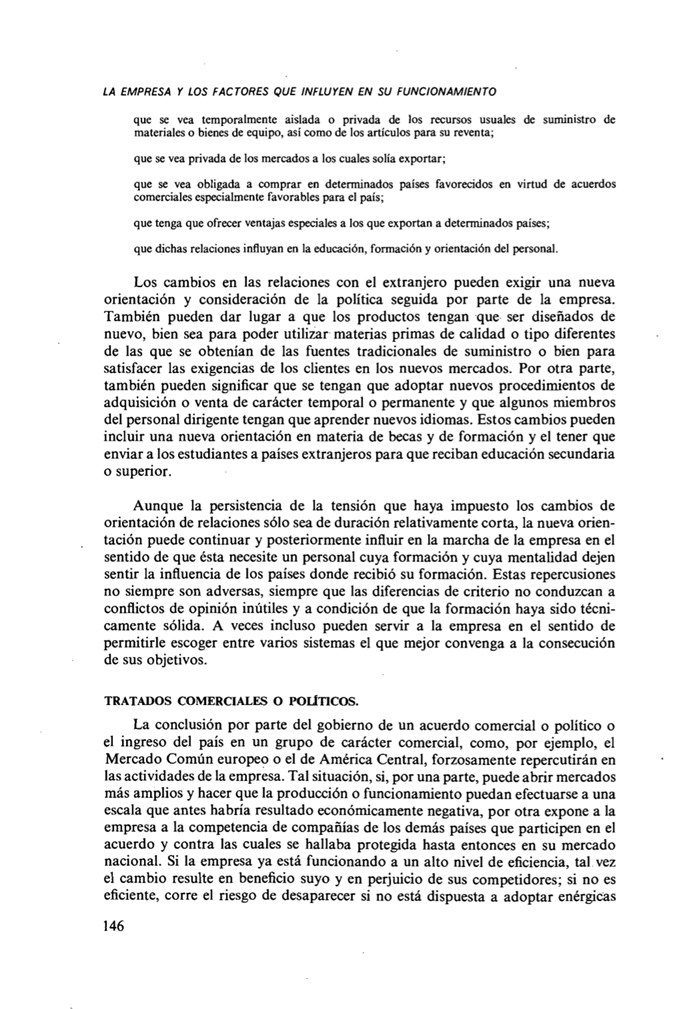 LA EMPRESA Y LOS FACTORES QUE INFLUYEN EN SU FUNCIONAMIENTO
que se vea temporalmente aislada o privada de los recursos usuales de suministro de
materiales o bienes de equipo, así como de los artículos para su reventa;
que se vea privada de los mercados a los cuales solía exportar;
que se vea obligada a comprar en determinados países favorecidos en virtud de acuerdos
comerciales especialmente favorables para el país;
que tenga que ofrecer ventajas especiales a los que exportan a determinados países;
que dichas relaciones influyan en la educación, formación y orientación del personal.
Los cambios en las relaciones con el extranjero pueden exigir una nueva
orientación y consideración de la política seguida por parte de la empresa.
También pueden dar lugar a que los productos tengan que ser diseñados de
nuevo, bien sea para poder utilizar materias primas de calidad o tipo diferentes
de las que se obtenían de las fuentes tradicionales de suministro o bien para
satisfacer las exigencias de los clientes en los nuevos mercados. Por otra parte,
también pueden significar que se tengan que adoptar nuevos procedimientos de
adquisición o venta de carácter temporal o permanente y que algunos miembros
del personal dirigente tengan que aprender nuevos idiomas. Estos cambios pueden
incluir una nueva orientación en materia de becas y de formación y el tener que
enviar a los estudiantes a países extranjeros para que reciban educación secundaria
o superior.
Aunque la persistencia de la tensión que haya impuesto los cambios de
orientación de relaciones sólo sea de duración relativamente corta, la nueva orien-
tación puede continuar y posteriormente influir en la marcha de la empresa en el
sentido de que ésta necesite un personal cuya formación y cuya mentalidad dejen
sentir la influencia de los países donde recibió su formación. Estas repercusiones
no siempre son adversas, siempre que las diferencias de criterio no conduzcan a
conflictos de opinión inútiles y a condición de que la formación haya sido técni-
camente sólida. A veces incluso pueden servir a la empresa en el sentido de
permitirle escoger entre varios sistemas el que mejor convenga a la consecución
de sus objetivos.
TRATADOS COMERCIALES O POLÍTICOS.
La conclusión por parte del gobierno de un acuerdo comercial o político o
el ingreso del país en un grupo de carácter comercial, como, por ejemplo, el
Mercado Común europeo o el de América Central, forzosamente repercutirán en
las actividades de la empresa. Tal situación, si, por una parte, puede abrir mercados
más amplios y hacer que la producción o funcionamiento puedan efectuarse a una
escala que antes habría resultado económicamente negativa, por otra expone a la
empresa a la competencia de compañías de los demás países que participen en el
acuerdo y contra las cuales se hallaba protegida hasta entonces en su mercado
nacional. Si la empresa ya está funcionando a un alto nivel de eficiencia, tal vez
el cambio resulte en beneficio suyo y en perjuicio de sus competidores; si no es
eficiente, corre el riesgo de desaparecer si no está dispuesta a adoptar enérgicas
146